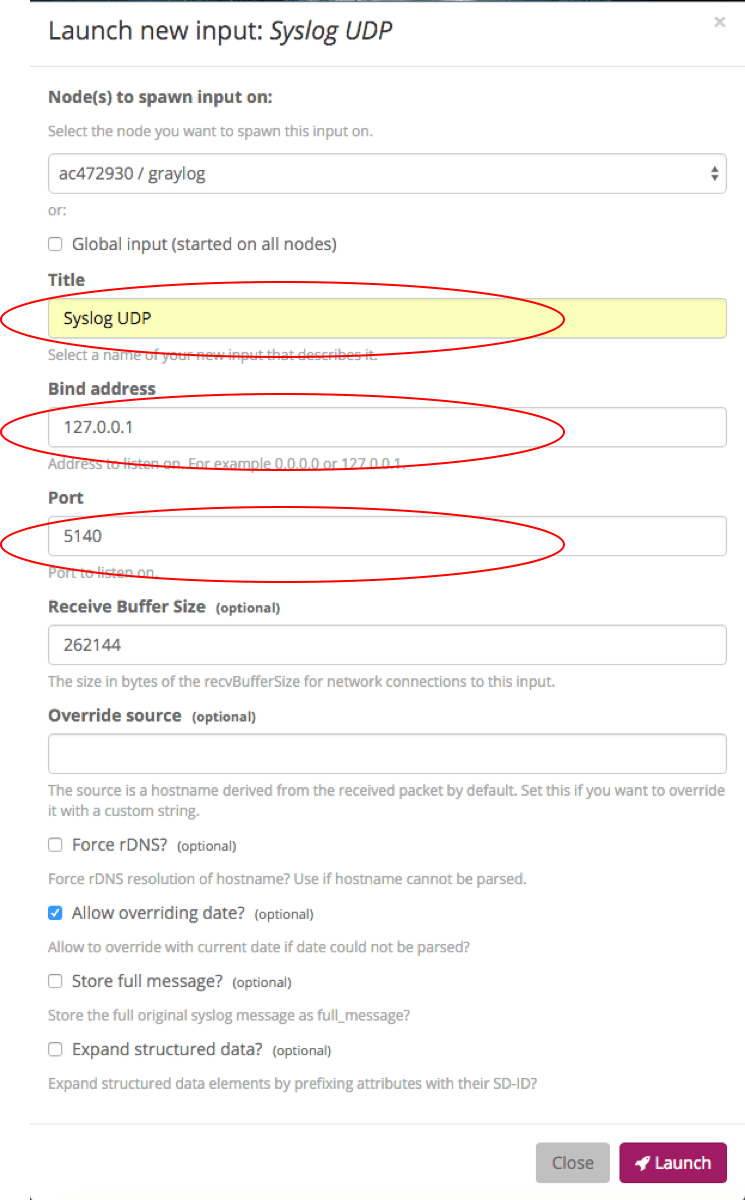 Launch new input: Syslog UDP
×
Node(s) to spawn input on:
Select the node you want to spawn this input on.
ac472930 / graylog
or:
Global input (started on all nodes)
Title
Syslog UDP
Select a name of your new input that describes it.
Bind address
127.0.0.1
Address to listen on. For example 0.0.0.0 or 127.0.0.1.
Port
5140
Port to listen on.
Receive Buffer Size (optional)
262144
The size in bytes of the recvBufferSize for network connections to this input.
Override source (optional)
The source is a hostname derived from the received packet by default. Set this if you want to override
it with a custom string.
Force rDNS? (optional)
Force rDNS resolution of hostname? Use if hostname cannot be parsed.
Allow overriding date? (optional)
Allow to override with current date if date could not be parsed?
Store full message? (optional)
Store the full original syslog message as full_message?
Expand structured data? (optional)
Expand structured data elements by prefixing attributes with their SD-ID?
Close
Launch